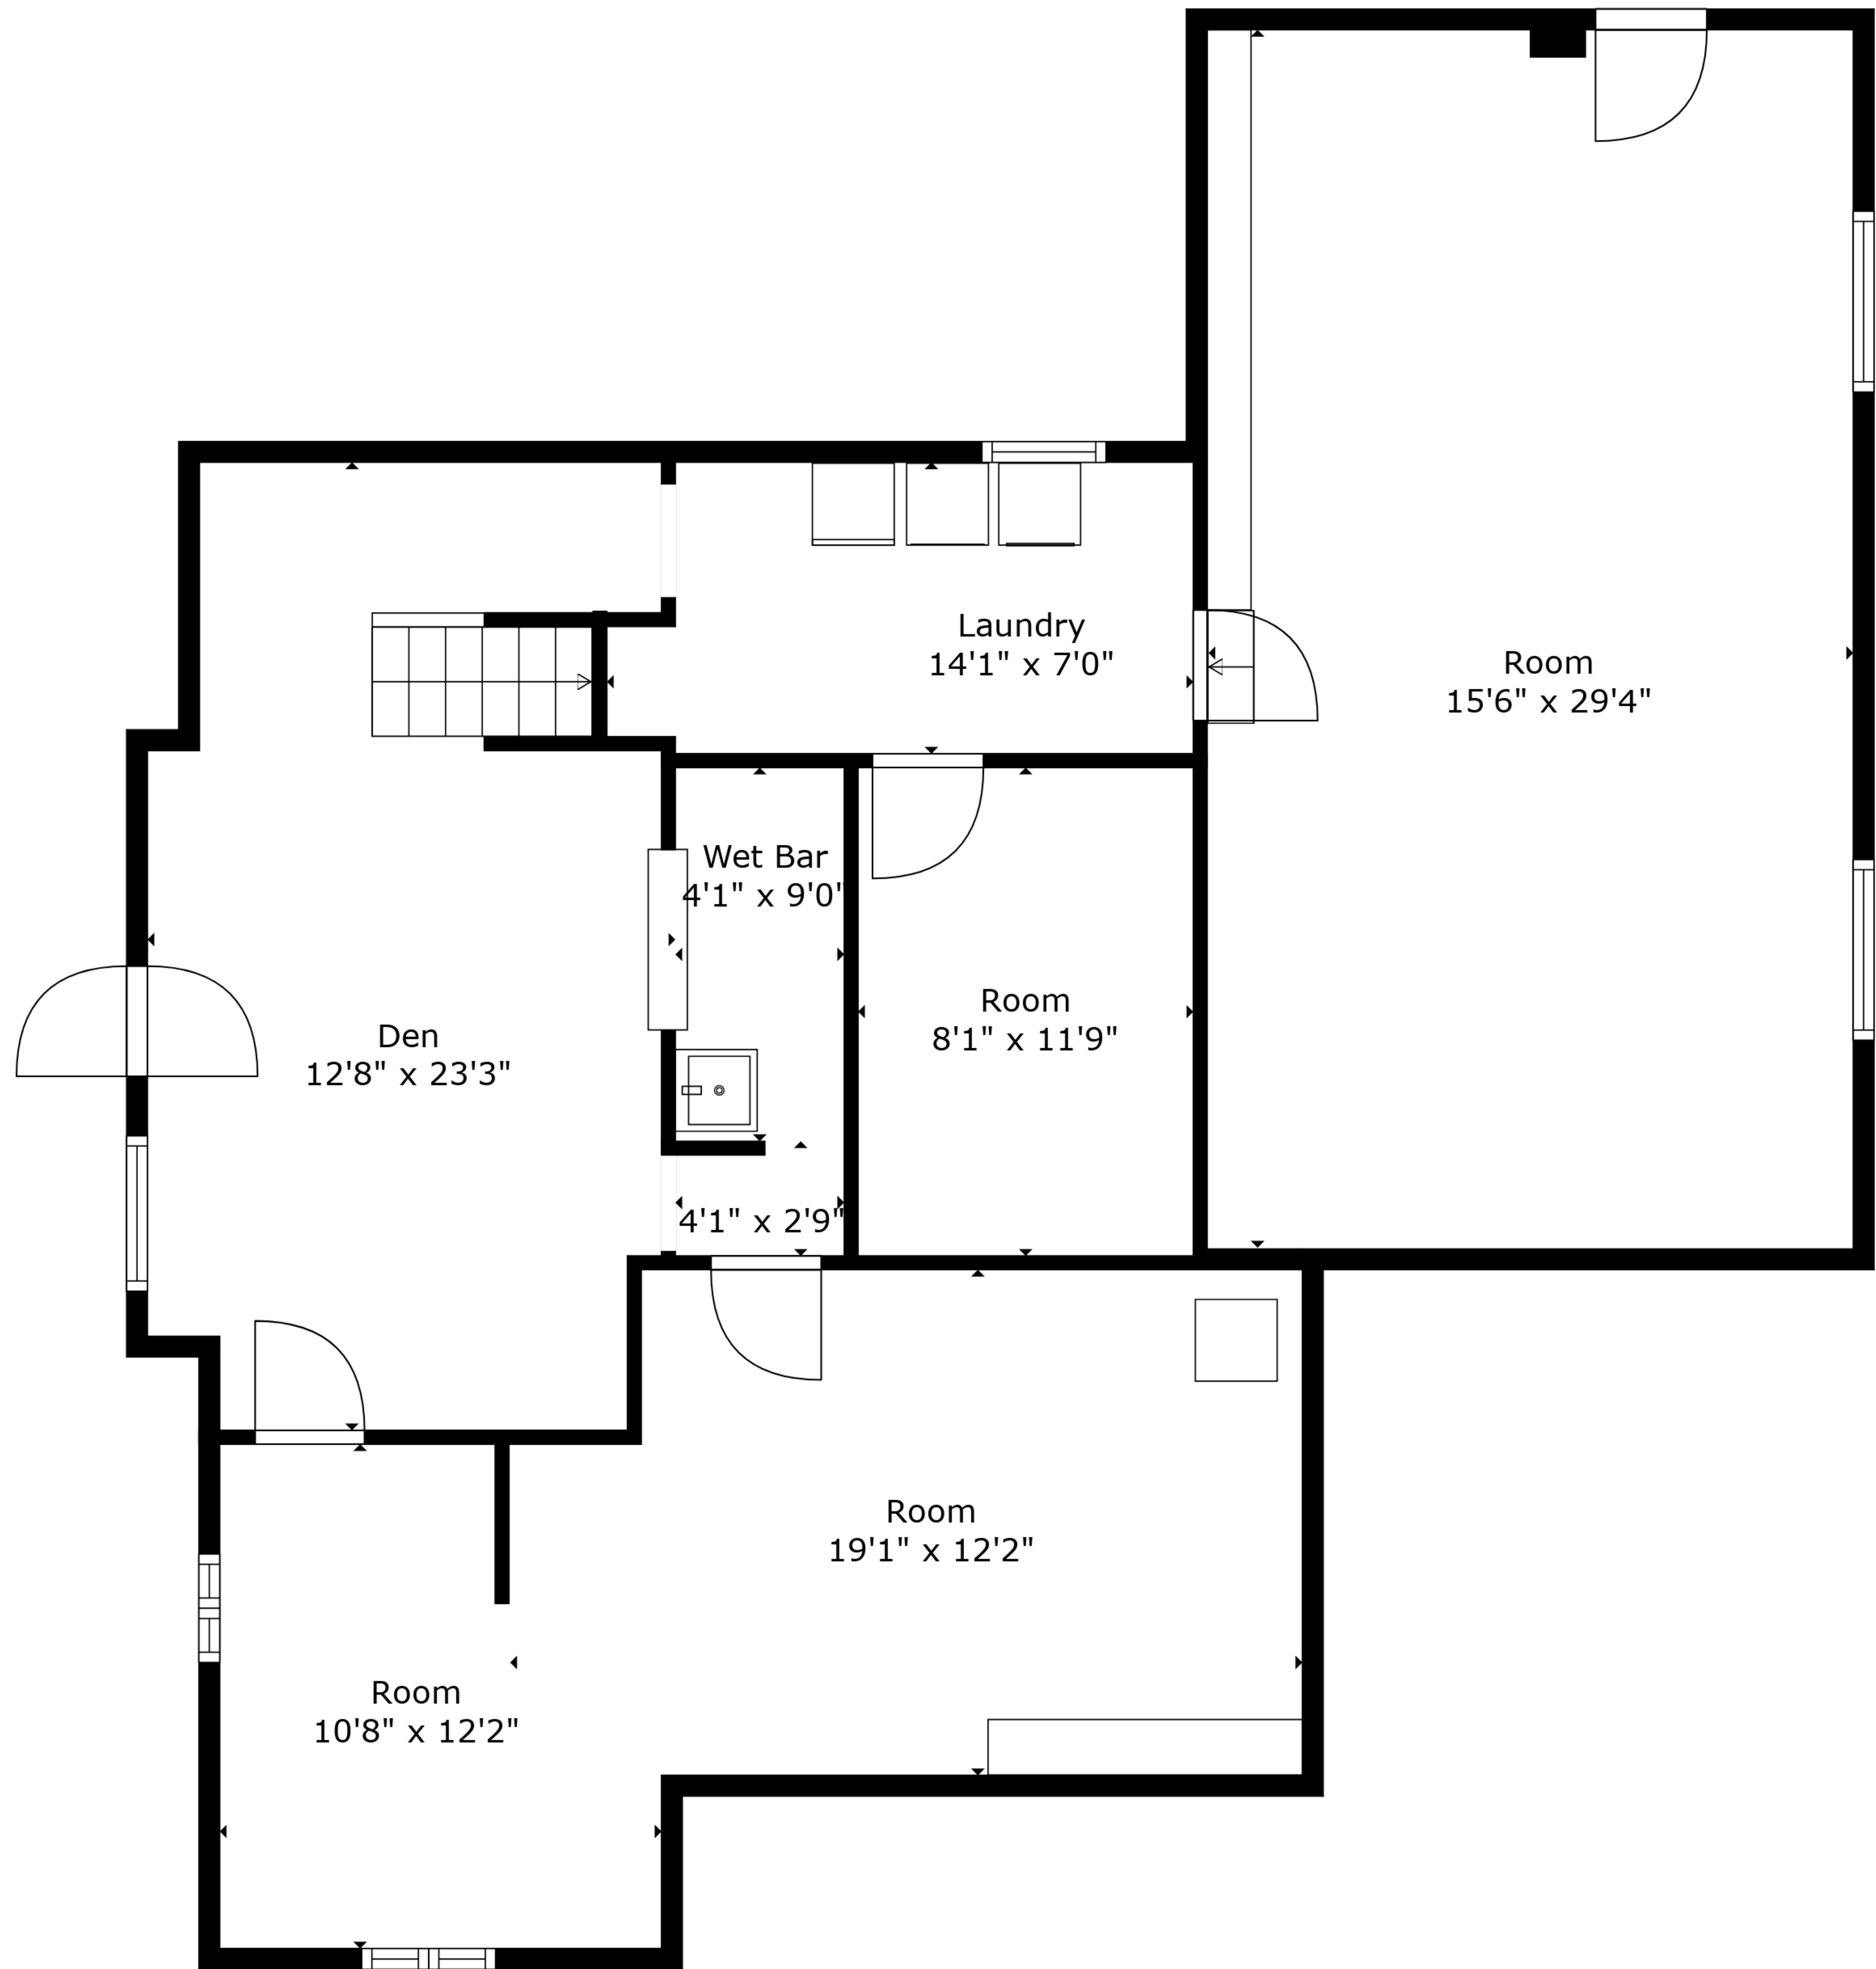 Laundry
14'1" x 7'0"
Room
15'6" x 29'4"
Wet Bar
4'1" x 9'0"
Room
8'1" x 11'9"
Den
12'8" x 23'3"
4'1" x 2'9"
Room
19'1" x 12'2"
Room
10'8" x 12'2"